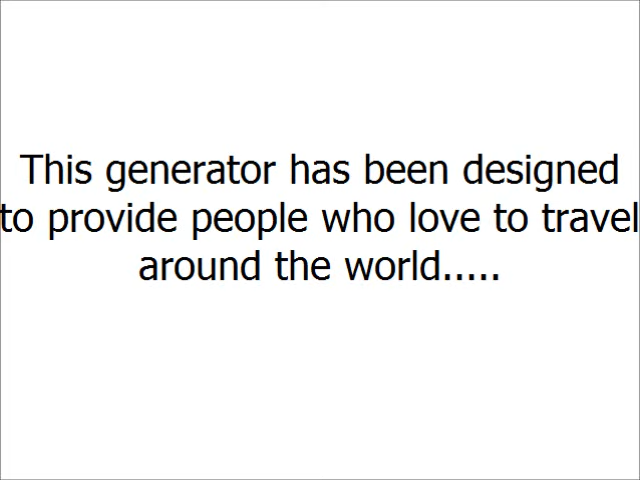 This generator has been designed
to provide people who love to travel
around the world.....